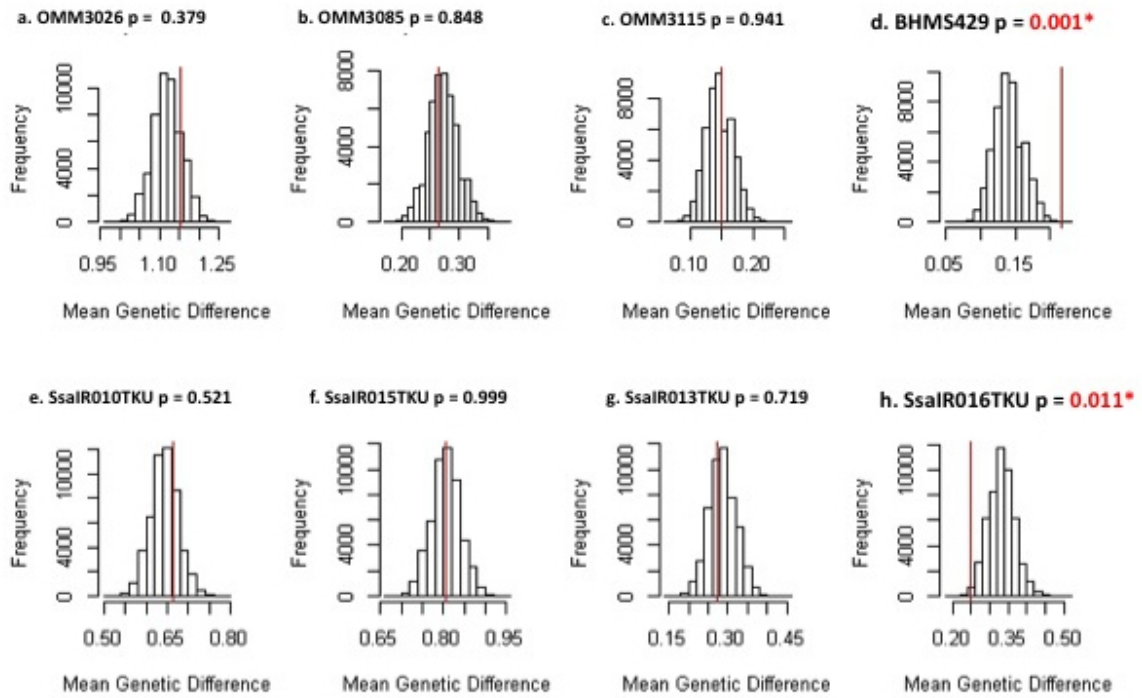 a. OMM3026 p = 0.379
b. OMM3085 p = 0.848
c. OMM3115 p = 0.941
d. BHMS429 p = 0.001*
Frequency
0 4000 10000
0.95 1.10 1.25
Mean Genetic Difference
Frequency
0 4000 8000
0.20 0.30
Mean Genetic Difference
Frequency
0 4000 8000
0.10 0.20
Mean Genetic Difference
Frequency
0 4000 8000
0.05 0.15
Mean Genetic Difference
e. SsaIR010TKU p = 0.521
f. SsaIR015TKU p = 0.999
g. SsaIR013TKU p = 0.719
h. SsaIR016TKU p = 0.011*
Frequency
0 4000 10000
0.50 0.65 0.80
Mean Genetic Difference
Frequency
0 4000 10000
0.65 0.80 0.95
Mean Genetic Difference
Frequency
0 4000 10000
0.15 0.30 0.45
Mean Genetic Difference
Frequency
0 4000 10000
0.20 0.35 0.50
Mean Genetic Difference